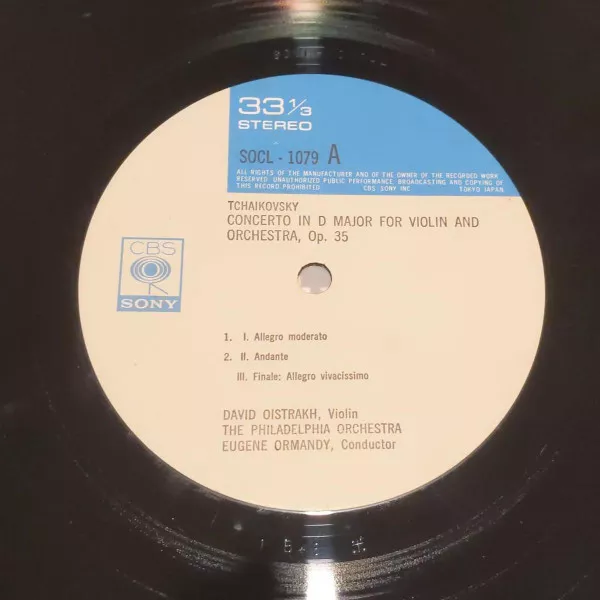 33 1/3
STEREO
SOCL - 1079 A
ALL RIGHTS OF THE MANUFACTURER AND OF THE OWNER OF THE RECORDED WORK
RESERVED. UNAUTHORIZED PUBLIC PERFORMANCE, BROADCASTING AND COPYING OF
THIS RECORD PROHIBITED CBS SONY INC TOKYO JAPAN
TCHAIKOVSKY
CONCERTO IN D MAJOR FOR VIOLIN AND
ORCHESTRA, Op. 35
CBS
SONY
1. I. Allegro moderato
2. II. Andante
III. Finale: Allegro vivacissimo
DAVID OISTRAKH, Violin
THE PHILADELPHIA ORCHESTRA
EUGENE ORMANDY, Conductor